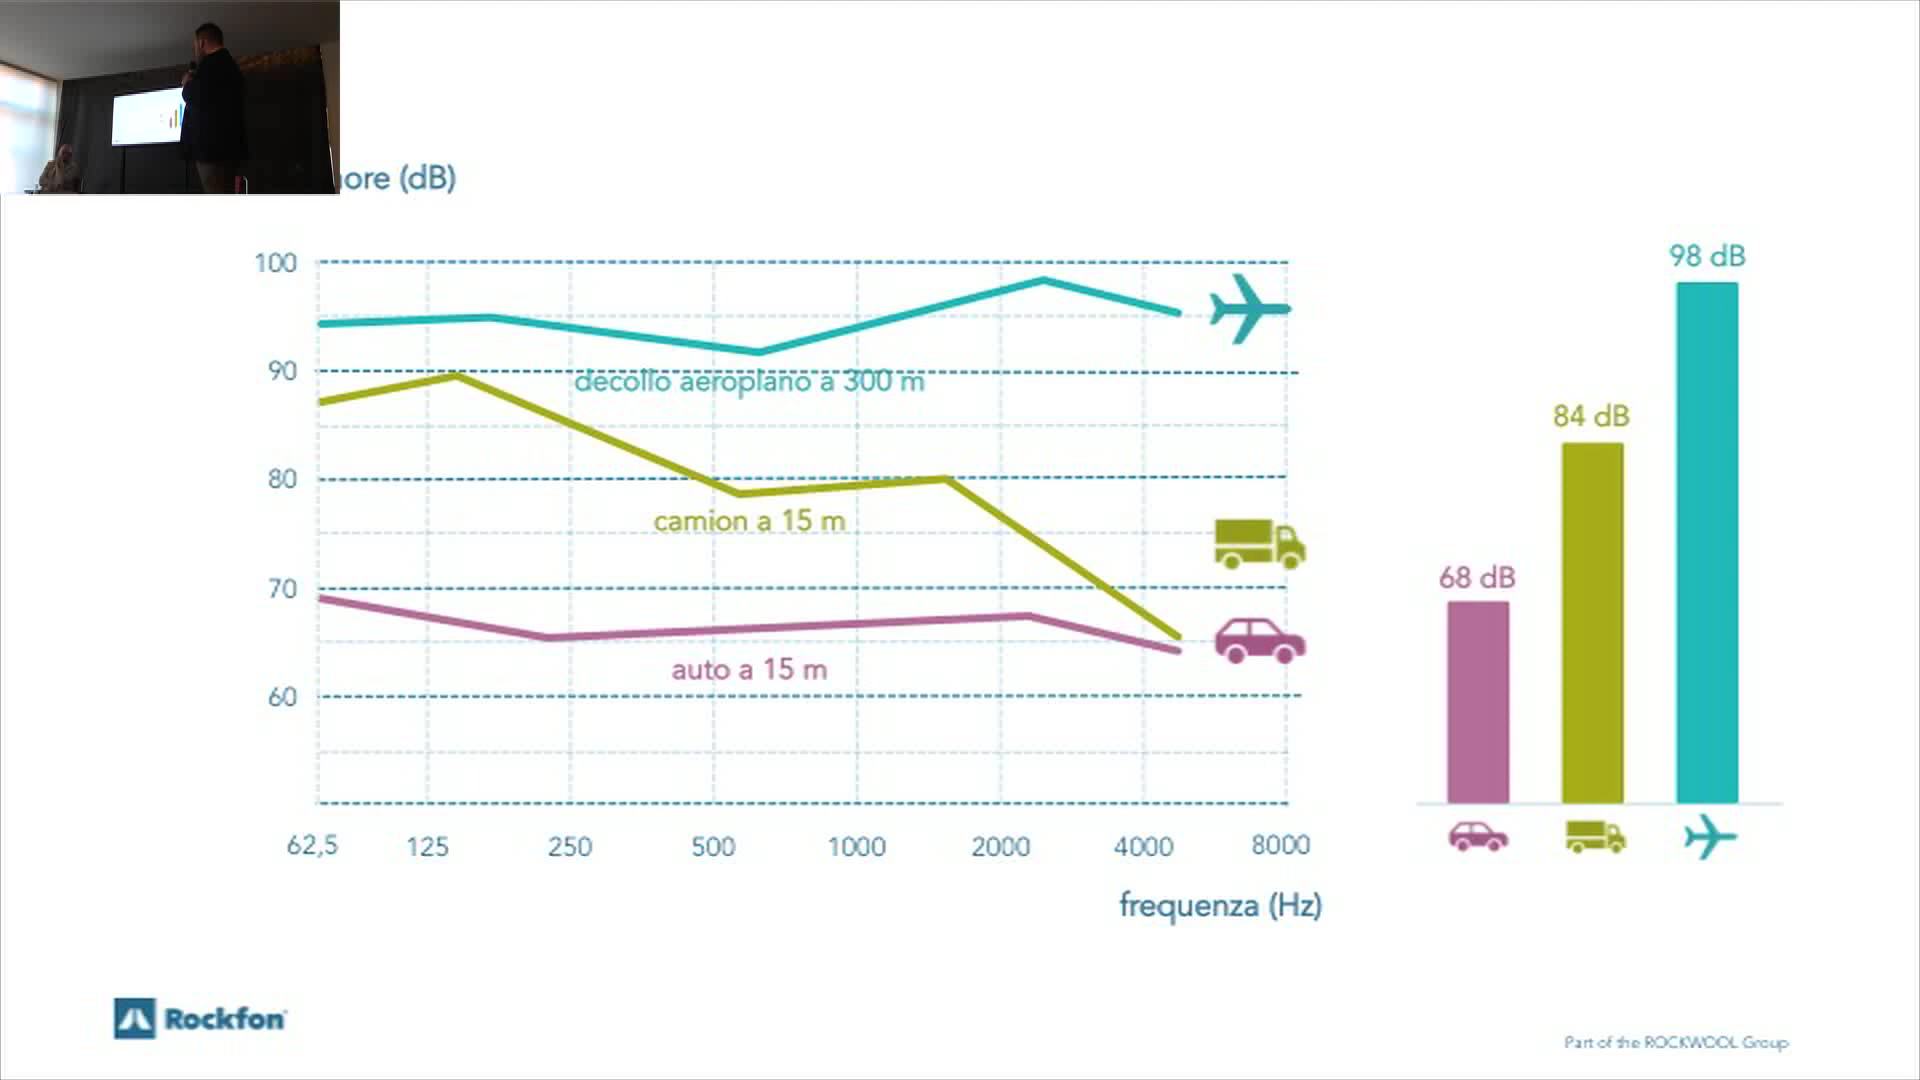 (dB)
100
90
80
70
60
decollo aeroplano a 300 m
camion a 15 m
auto a 15 m
62,5 125 250 500 1000 2000 4000 8000
frequenza (Hz)
98 dB
84 dB
68 dB
Rockfon
Part of the ROCKWOOL Group